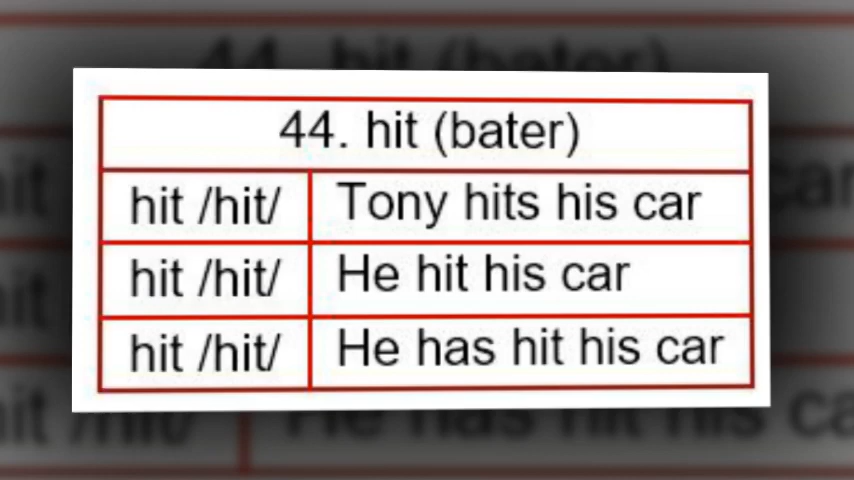 44. hit (bater)
hit /hit/ Tony hits his car
hit /hit/ He hit his car
hit /hit/ He has hit his car